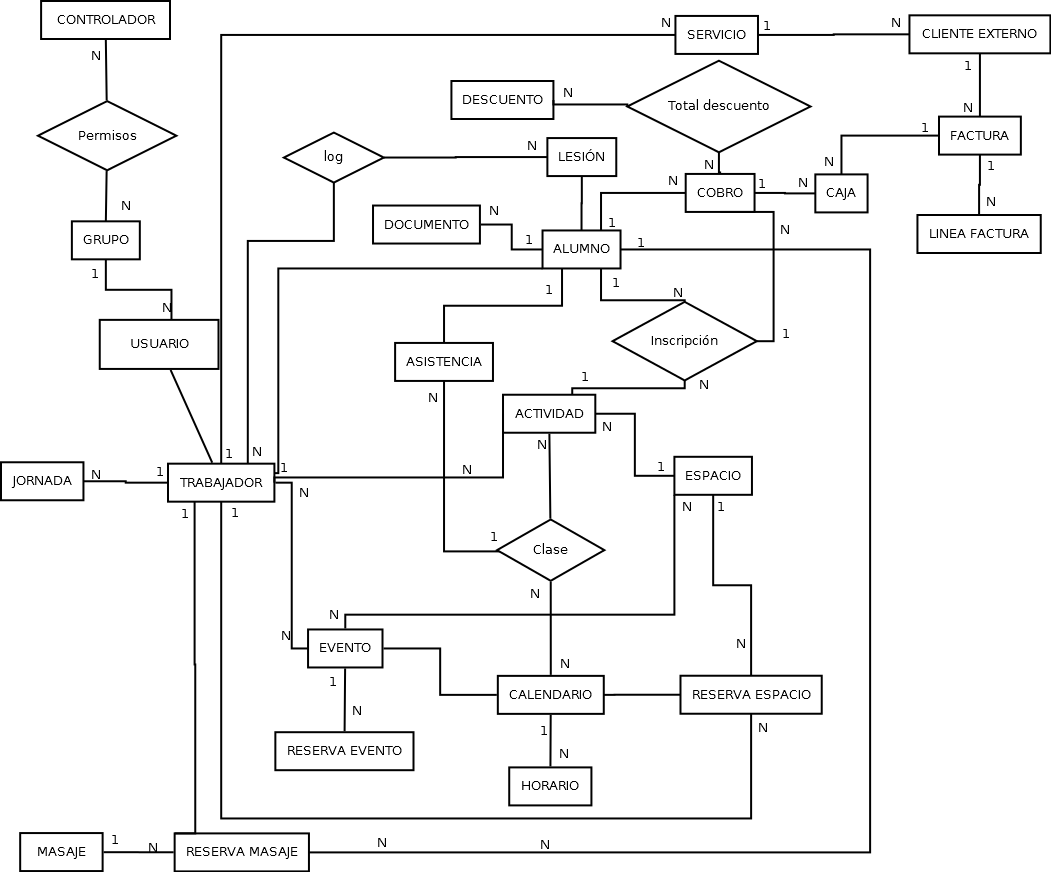 CONTROLADOR
N
SERVICIO
1
N
CLIENTE EXTERNO
N
1
DESCUENTO
N
Total descuento
N
1
FACTURA
Permisos
log
N
LESIÓN
N
N
1
N
COBRO
1
N
CAJA
N
N
DOCUMENTO
N
1
N
LINEA FACTURA
GRUPO
1
ALUMNO
1
N
1
1
1
N
N
Inscripción
1
USUARIO
ASISTENCIA
1
N
N
ACTIVIDAD
N
N
1
N
N
1
1
ESPACIO
JORNADA
N
1
TRABAJADOR
N
N
1
1
1
1
Clase
N
N
N
EVENTO
N
N
1
CALENDARIO
RESERVA ESPACIO
N
1
N
RESERVA EVENTO
N
HORARIO
1
N
N
N
MASAJE
RESERVA MASAJE